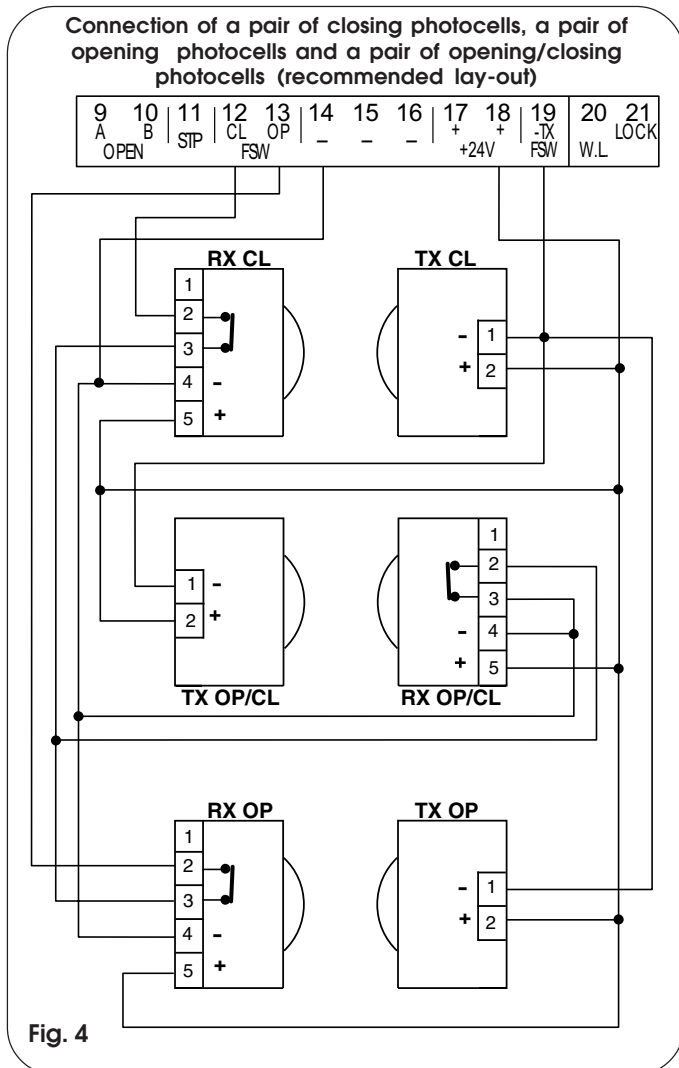 Connection of a pair of closing photocells, a pair of
opening photocells and a pair of opening/closing
photocells (recommended lay-out)
9 10 11 12 13 14 15 16 17 18 19 20 21
A B STP CL OP – – – + + -TX LOCK
OPEN FSW +24V FSW W.L.
RX CL TX CL
1
2
3
4 -
5 +
- 1
+ 2
1 -
2 +
1
2
3
- 4
+ 5
TX OP/CL RX OP/CL
RX OP TX OP
1
2
3
4 -
5 +
- 1
+ 2
Fig. 4